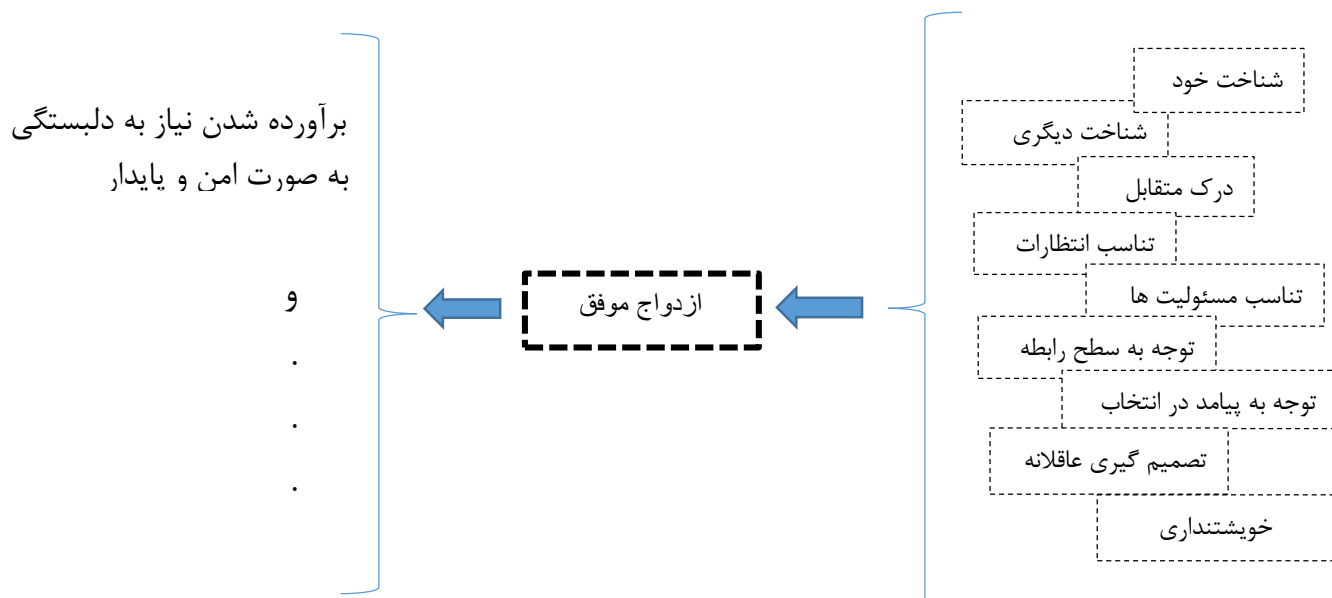 شناخت خود
شناخت دیگری
درک متقابل
تناسب انتظارات
تناسب مسئولیت ها
توجه به سطح رابطه
توجه به پیامد در انتخاب
تصمیم گیری عاقلانه
خویشتنداری
ازدواج موفق
برآورده شدن نیاز به دلبستگی
به صورت امن و پایدار
و
.
.
.